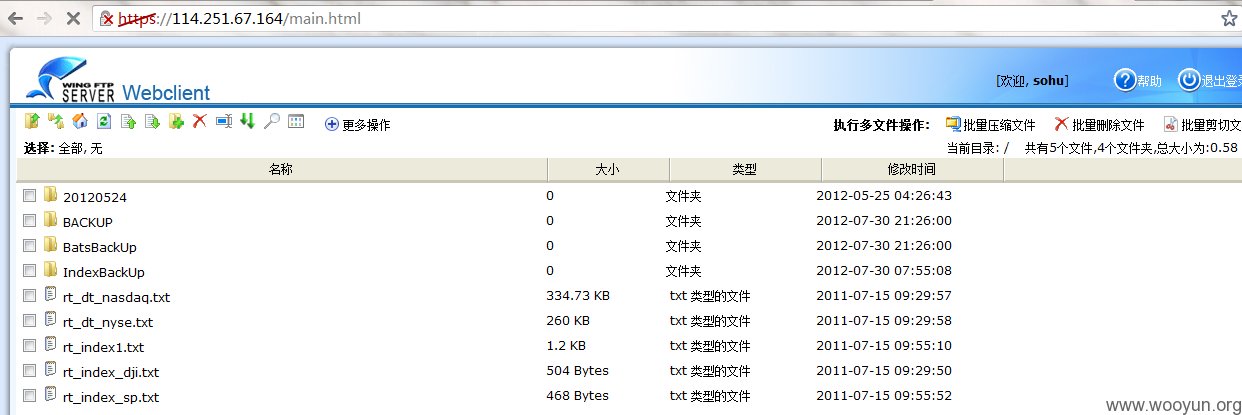 https://114.251.67.164/main.html
WING FTP SERVER Webclient
[欢迎, sohu] 帮助 退出登录
更多操作 执行多文件操作: 批量压缩文件 批量删除文件 批量剪切文
选择: 全部, 无 当前目录: / 共有5个文件,4个文件夹,总大小为:0.58
名称 大小 类型 修改时间
20120524 0 文件夹 2012-05-25 04:26:43
BACKUP 0 文件夹 2012-07-30 21:26:00
BatsBackUp 0 文件夹 2012-07-30 21:26:00
IndexBackUp 0 文件夹 2012-07-30 07:55:08
rt_dt_nasdaq.txt 334.73 KB txt 类型的文件 2011-07-15 09:29:57
rt_dt_nyse.txt 260 KB txt 类型的文件 2011-07-15 09:29:58
rt_index1.txt 1.2 KB txt 类型的文件 2011-07-15 09:55:10
rt_index_dji.txt 504 Bytes txt 类型的文件 2011-07-15 09:29:50
rt_index_sp.txt 468 Bytes txt 类型的文件 2011-07-15 09:55:52
www.wooyun.org